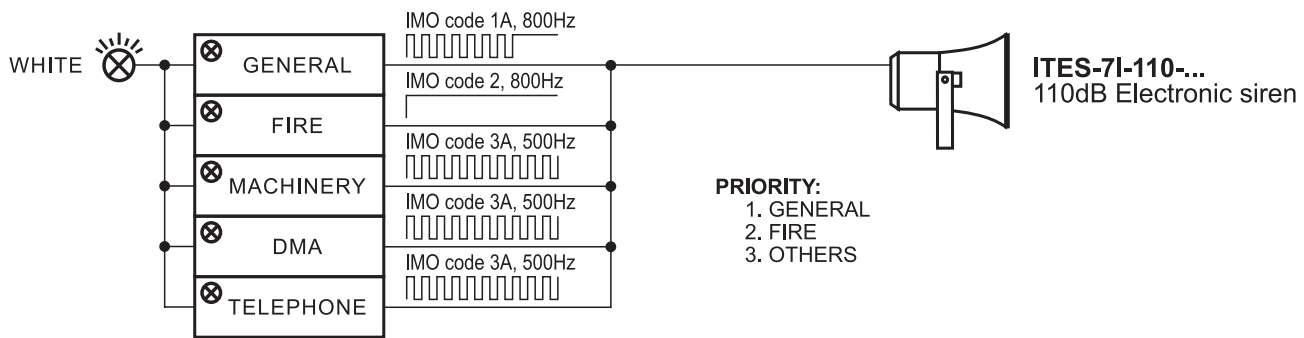 IMO code 1A, 800Hz
WHITE
GENERAL
IMO code 2, 800Hz
FIRE
IMO code 3A, 500Hz
MACHINERY
IMO code 3A, 500Hz
DMA
IMO code 3A, 500Hz
TELEPHONE
ITES-7I-110-...
110dB Electronic siren
PRIORITY:
1. GENERAL
2. FIRE
3. OTHERS